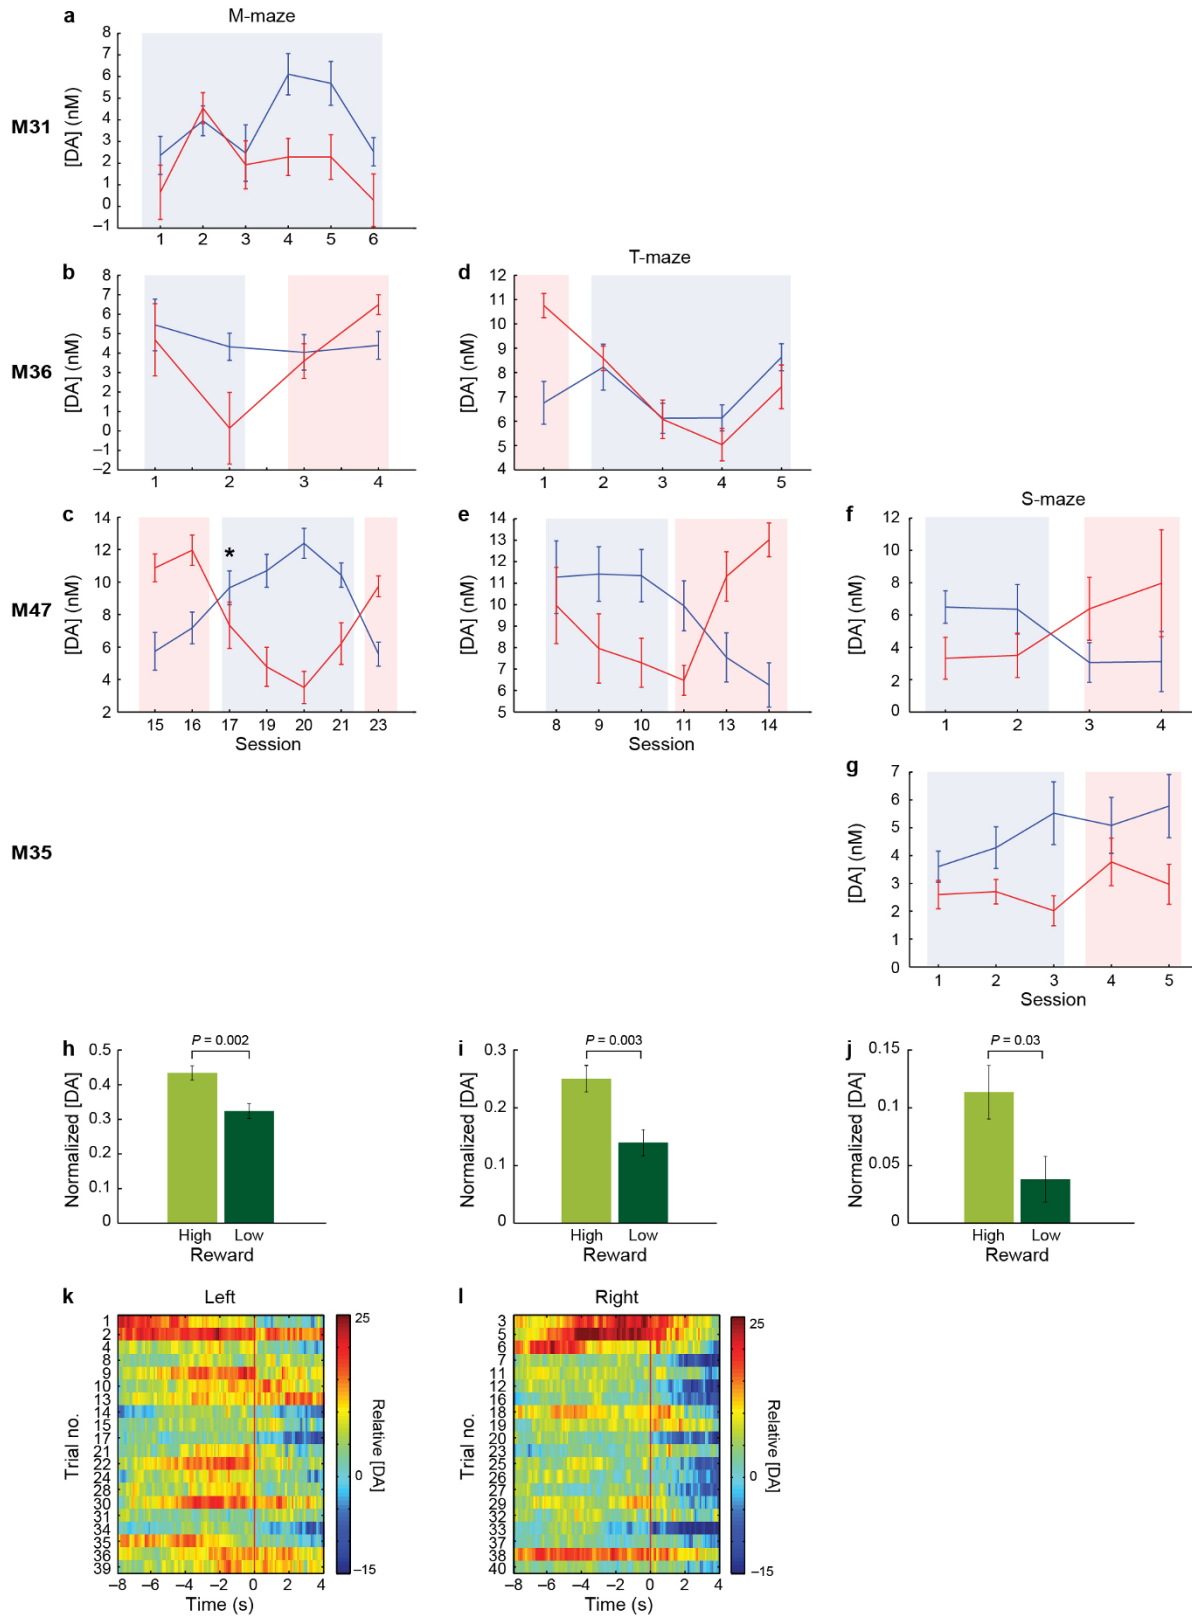 a
M-maze
M31
[DA] (nM)
8
7
6
5
4
3
2
1
0
–1
1 2 3 4 5 6
b
M36
[DA] (nM)
8
7
6
5
4
3
2
1
0
–1
–2
1 2 3 4
d
T-maze
[DA] (nM)
12
11
10
9
8
7
6
5
4
1 2 3 4 5
c
M47
[DA] (nM)
14
12
10
8
6
4
2
*
15 16 17 19 20 21 23
Session
e
[DA] (nM)
14
13
12
11
10
9
8
7
6
5
8 9 10 11 13 14
Session
f
S-maze
[DA] (nM)
12
10
8
6
4
2
0
1 2 3 4
M35
g
[DA] (nM)
7
6
5
4
3
2
1
0
1 2 3 4 5
Session
h
P = 0.002
Normalized [DA]
0.5
0.4
0.3
0.2
0.1
0
High Low
Reward
i
P = 0.003
Normalized [DA]
0.3
0.2
0.1
0
High Low
Reward
j
P = 0.03
Normalized [DA]
0.15
0.1
0.05
0
High Low
Reward
k
Left
Trial no.
1
2
4
8
9
10
13
14
15
17
21
22
24
28
30
31
34
35
36
39
–8 –6 –4 –2 0 2 4
Time (s)
25
0
–15
Relative [DA]
l
Right
Trial no.
3
5
6
7
11
12
16
18
19
20
23
25
26
27
29
32
33
37
38
40
–8 –6 –4 –2 0 2 4
Time (s)
25
0
–15
Relative [DA]